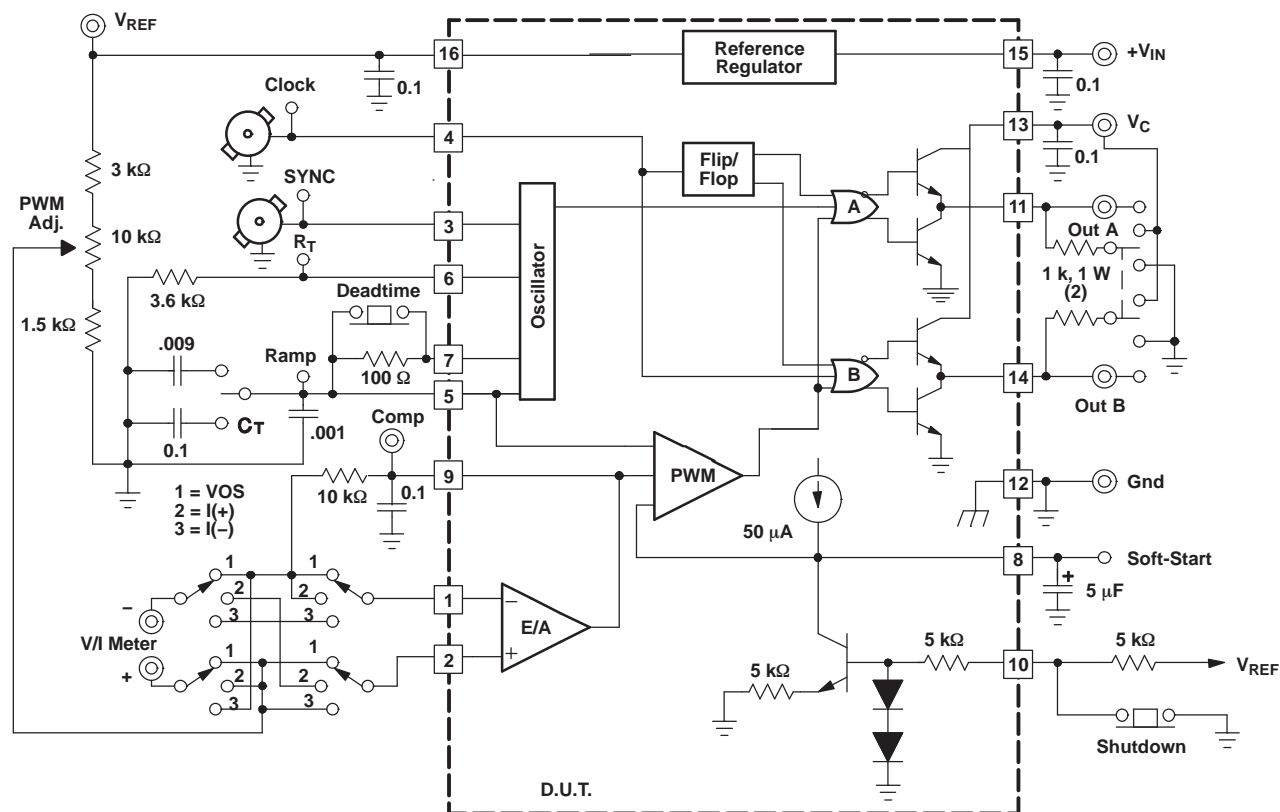 VREF
16
Reference
Regulator
15
+VIN
0.1
0.1
Clock
4
13
VC
0.1
Flip/
Flop
3 kΩ
SYNC
A
11
Out A
PWM
Adj.
10 kΩ
3
RT
6
3.6 kΩ
Oscillator
1 k, 1 W
(2)
Deadtime
1.5 kΩ
.009
Ramp
7
100 Ω
5
B
14
Out B
CT
0.1
.001
Comp
10 kΩ
9
0.1
PWM
12
Gnd
1 = VOS
2 = I(+)
3 = I(−)
50 μA
8
Soft-Start
+
5 μF
1
1
2
2
3
3
−
1
−
E/A
V/I Meter
+
1
1
2
+
2
2
3
3
5 kΩ
5 kΩ
10
5 kΩ
VREF
Shutdown
D.U.T.